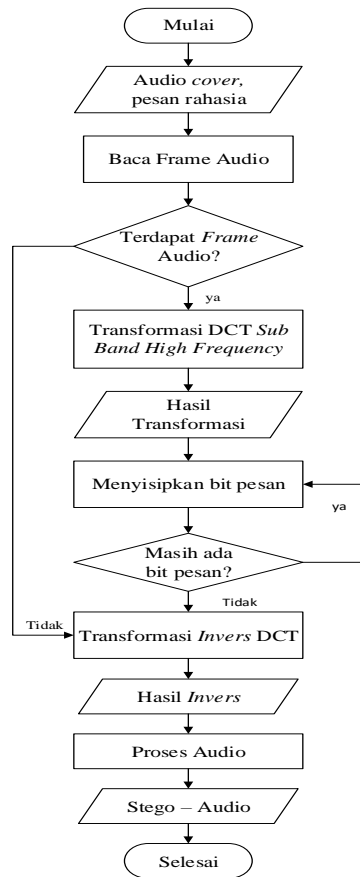 Mulai
Audio cover,
pesan rahasia
Baca Frame Audio
Terdapat Frame
Audio?
ya
Transformasi DCT Sub
Band High Frequency
Hasil
Transformasi
Menyisipkan bit pesan
ya
Masih ada
bit pesan?
Tidak
Tidak
Transformasi Invers DCT
Hasil Invers
Proses Audio
Stego – Audio
Selesai